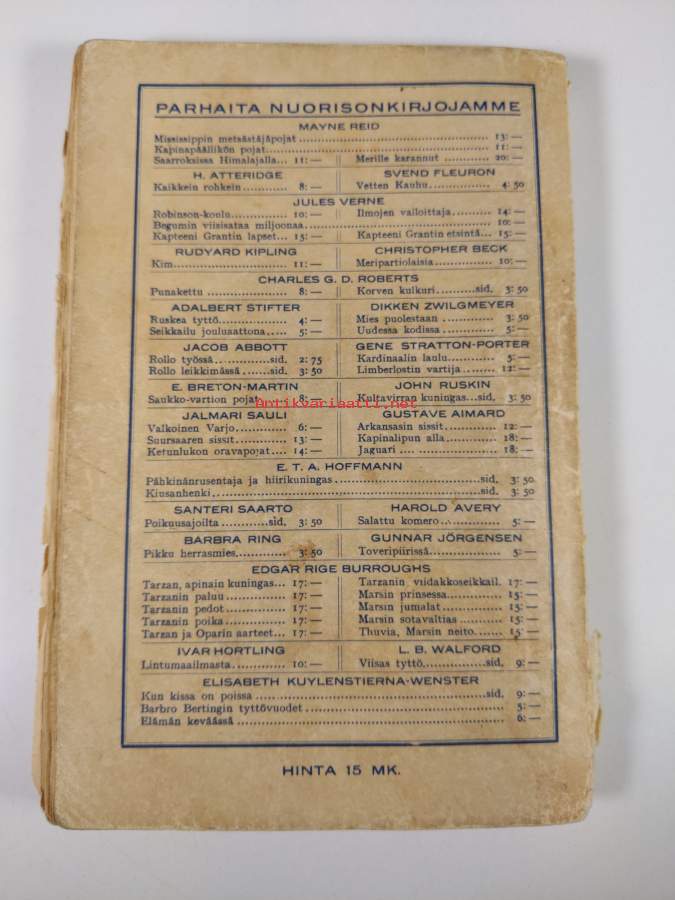 PARHAITA NUORISONKIRJOJAMME
MAYNE REID
Mississippin metsästäjäpojat ........ 13: —
Kapinapäällikön pojat ........ 11: —
Saarroksissa Himalajalla... 11: — Merille karannut ........ 20: —
H. ATTERIDGE SVEND FLEURON
Kaikkein rohkein ........ 8: — Vetten Kauhu ........ 4: 50
JULES VERNE
Robinson-koulu ........ 10: — Ilmojen valloittaja ........ 14: —
Begumin viisisataa miljoonaa ........ 10: —
Kapteeni Grantin lapset... 15: — Kapteeni Grantin etsintä... 15: —
RUDYARD KIPLING CHRISTOPHER BECK
Kim ........ 11: — Meripartiolaisia ........ 10: —
CHARLES G. D. ROBERTS
Punakettu ........ 8: — Korven kulkuri ........ sid. 3: 50
ADALBERT STIFTER DIKKEN ZWILGMEYER
Ruskea tyttö ........ 4: — Mies puolestaan ........ 3: 50
Seikkailu jouluaattona ..... 5: — Uudessa kodissa ........ 5: —
JACOB ABBOTT GENE STRATTON-PORTER
Rollo työssä ........ sid. 2: 75 Kardinaalin laulu ........ 5: —
Rollo leikkimässä ....... sid. 3: 50 Limberlostin vartija ........ 12: —
E. BRETON-MARTIN JOHN RUSKIN
Saukko-vartion pojat ........ 8: — Kultavirran kuningas...sid. 3: 50
Antikvariaatti.net
JALMARI SAULI GUSTAVE AIMARD
Valkoinen Varjo ........ 6: — Arkansasin sissit ........ 12: —
Suursaaren sissit ........ 13: — Kapinalipun alla ........ 18: —
Ketunlukon oravapojat .... 14: — Jaguari ........ 18: —
E. T. A. HOFFMANN
Pähkinänrusentaja ja hiirikuningas ........ sid. 3: 50
Kiusanhenki ........ sid. 3: 50
SANTERI SAARTO HAROLD AVERY
Poikuusajoilta ........ sid. 3: 50 Salattu komero ........ 5: —
BARBRA RING GUNNAR JÖRGENSEN
Pikku herrasmies ........ 3: 50 Toveripiirissä ........ 5: —
EDGAR RIGE BURROUGHS
Tarzan, apinain kuningas... 17: — Tarzanin viidakkoseikkail. 17: —
Tarzanin paluu ........ 17: — Marsin prinsessa ........ 15: —
Tarzanin pedot ........ 17: — Marsin jumalat ........ 15: —
Tarzanin poika ........ 17: — Marsin sotavaltias ........ 15: —
Tarzan ja Oparin aarteet... 17: — Thuvia, Marsin neito ....... 15: —
IVAR HORTLING L. B. WALFORD
Lintumaailmasta ........ 10: — Viisas tyttö ........ sid. 9: —
ELISABETH KUYLENSTIERNA-WENSTER
Kun kissa on poissa ........ sid. 9: —
Barbro Bertingin tyttövuodet ........ 5: —
Elämän keväässä ........ 6: —
HINTA 15 MK.